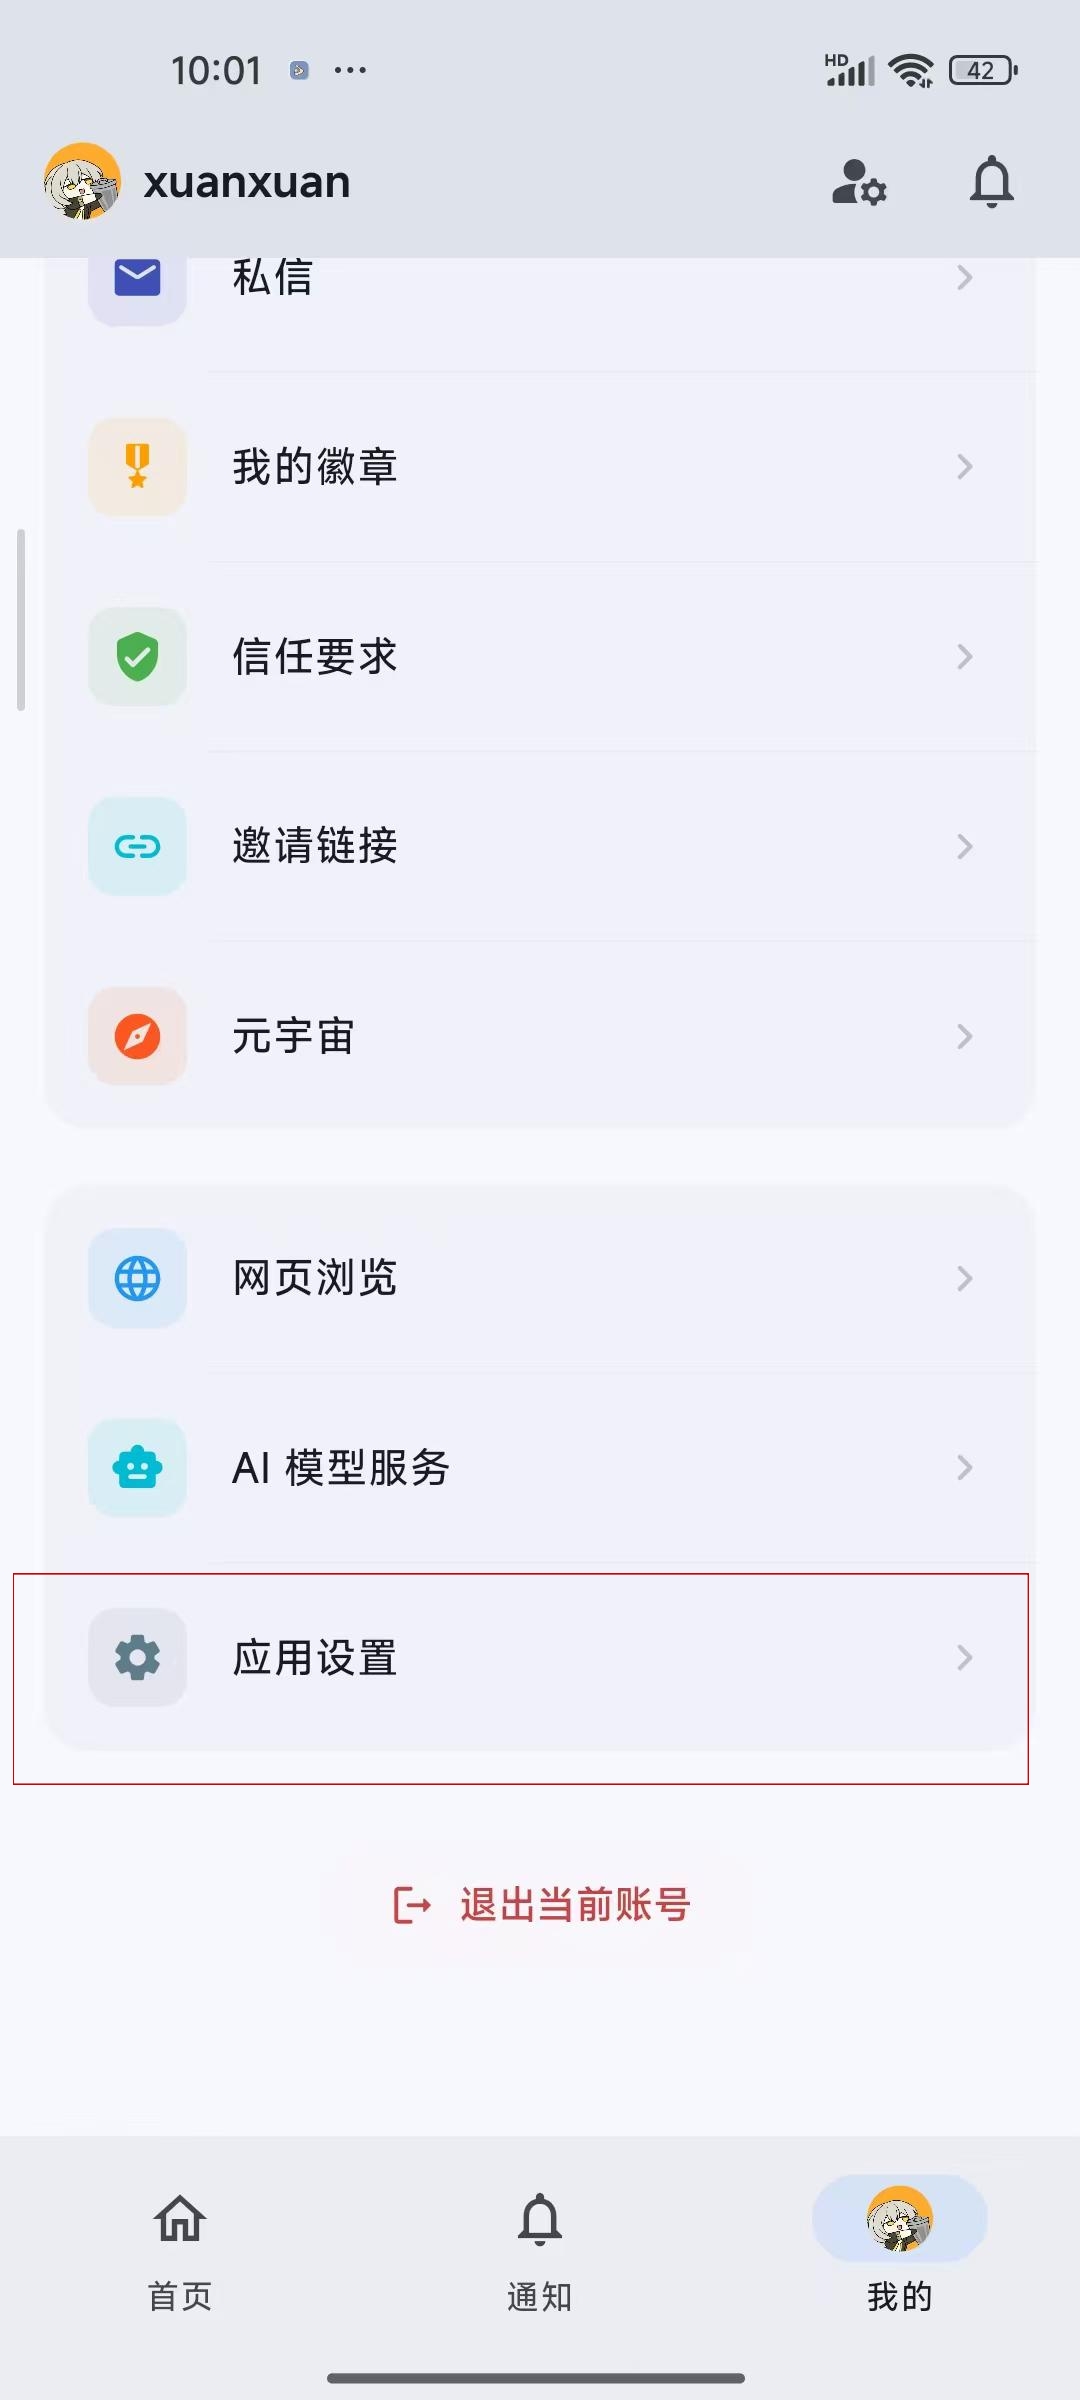 10:01
HD
42
xuanxuan
私信
我的徽章
信任要求
邀请链接
元宇宙
网页浏览
AI 模型服务
应用设置
退出当前账号
首页
通知
我的